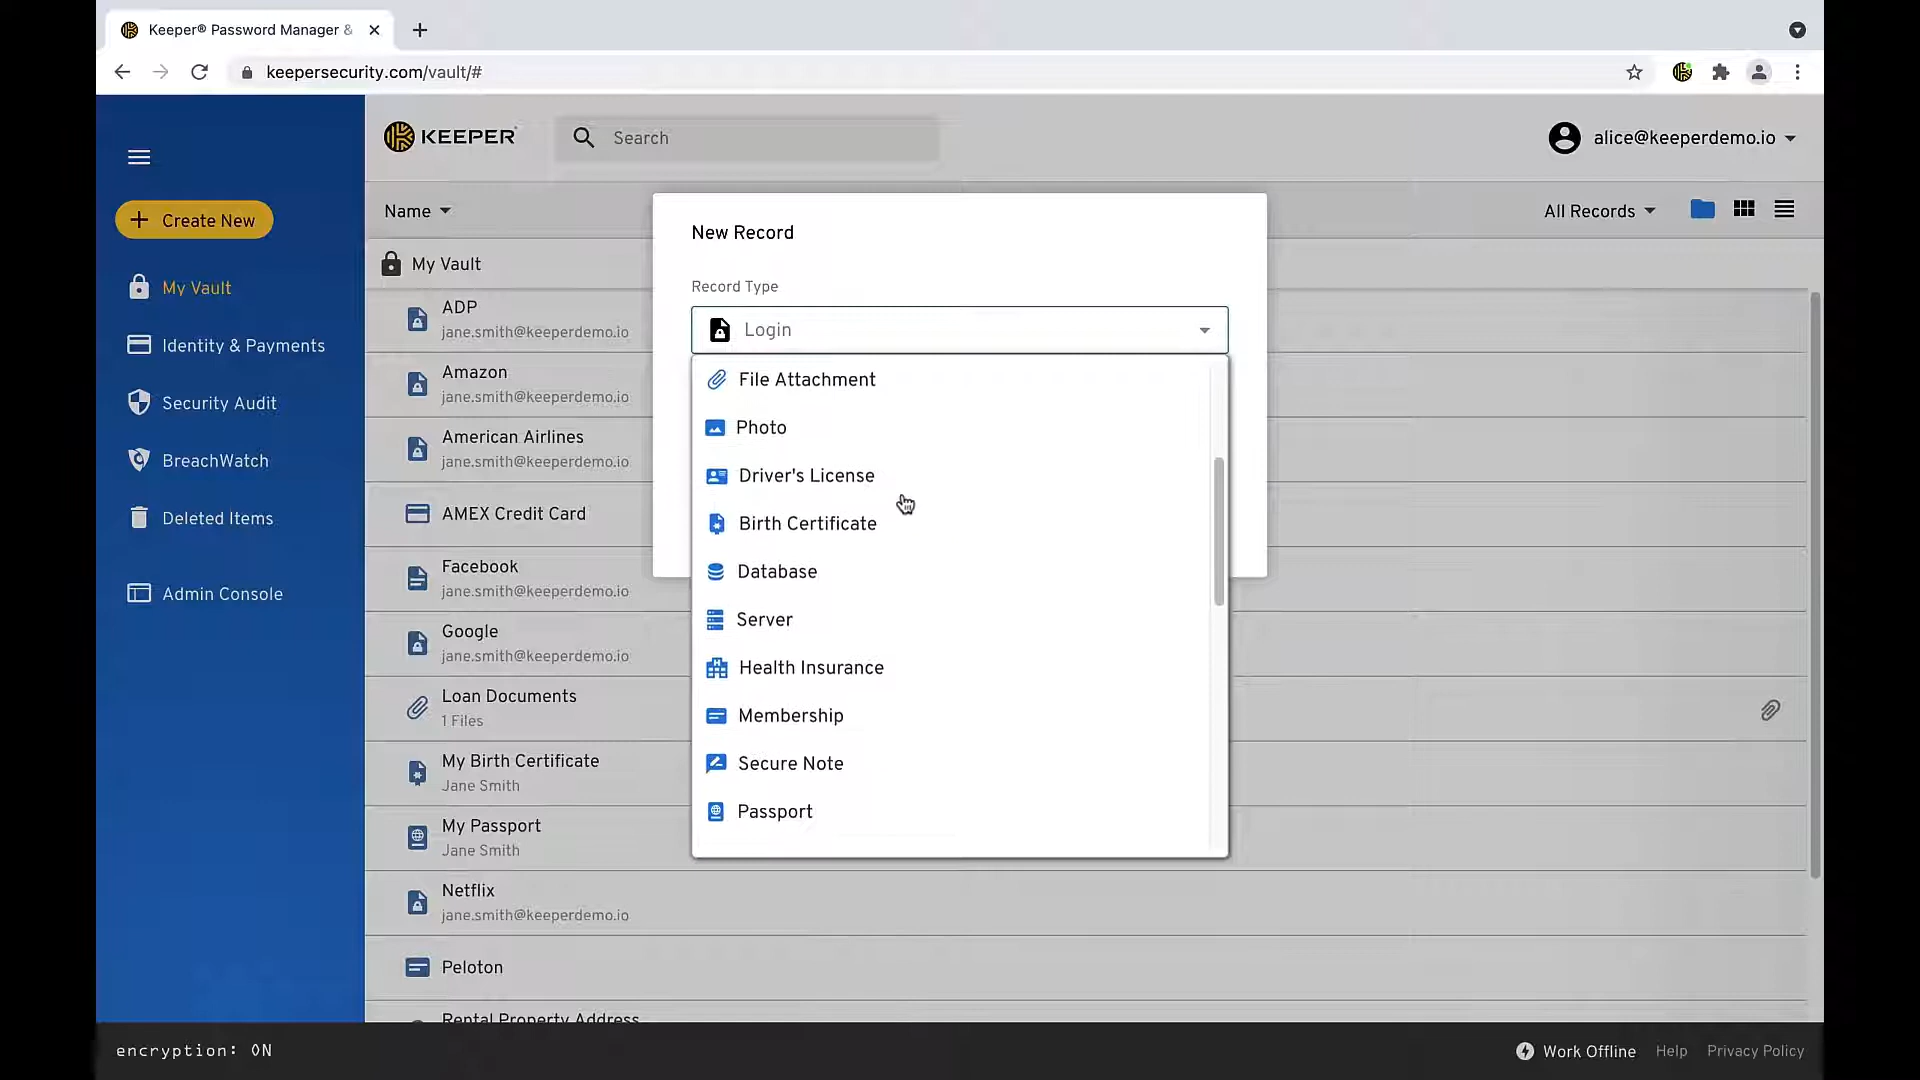 Keeper® Password Manager &
keepersecurity.com/vault/#
KEEPER
Search
alice@keeperdemo.io
Create New
My Vault
Identity & Payments
Security Audit
BreachWatch
Deleted Items
Admin Console
Name
All Records
My Vault
ADP
jane.smith@keeperdemo.io
Amazon
jane.smith@keeperdemo.io
American Airlines
jane.smith@keeperdemo.io
AMEX Credit Card
Facebook
jane.smith@keeperdemo.io
Google
jane.smith@keeperdemo.io
Loan Documents
1 Files
My Birth Certificate
Jane Smith
My Passport
Jane Smith
Netflix
jane.smith@keeperdemo.io
Peloton
Rental Property Address
New Record
Record Type
Login
File Attachment
Photo
Driver's License
Birth Certificate
Database
Server
Health Insurance
Membership
Secure Note
Passport
encryption: ON
Work Offline
Help
Privacy Policy